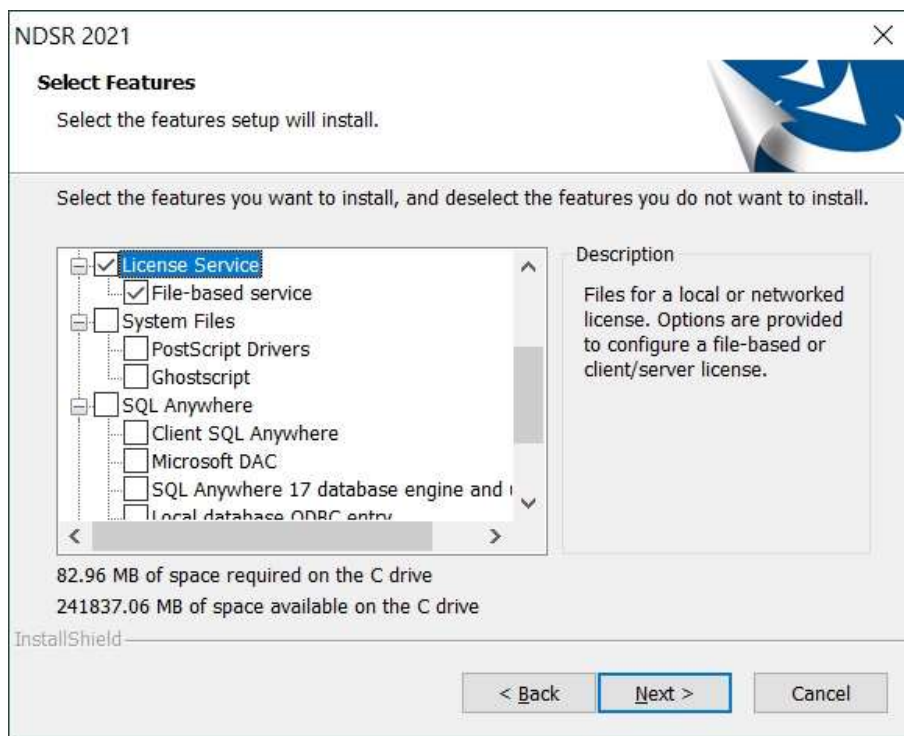 NDSR 2021
Select Features
Select the features setup will install.
Select the features you want to install, and deselect the features you do not want to install.
License Service
File-based service
System Files
PostScript Drivers
Ghostscript
SQL Anywhere
Client SQL Anywhere
Microsoft DAC
SQL Anywhere 17 database engine and
Local database ODBC entry
Description
Files for a local or networked
license. Options are provided
to configure a file-based or
client/server license.
82.96 MB of space required on the C drive
241837.06 MB of space available on the C drive
InstallShield
< Back
Next >
Cancel